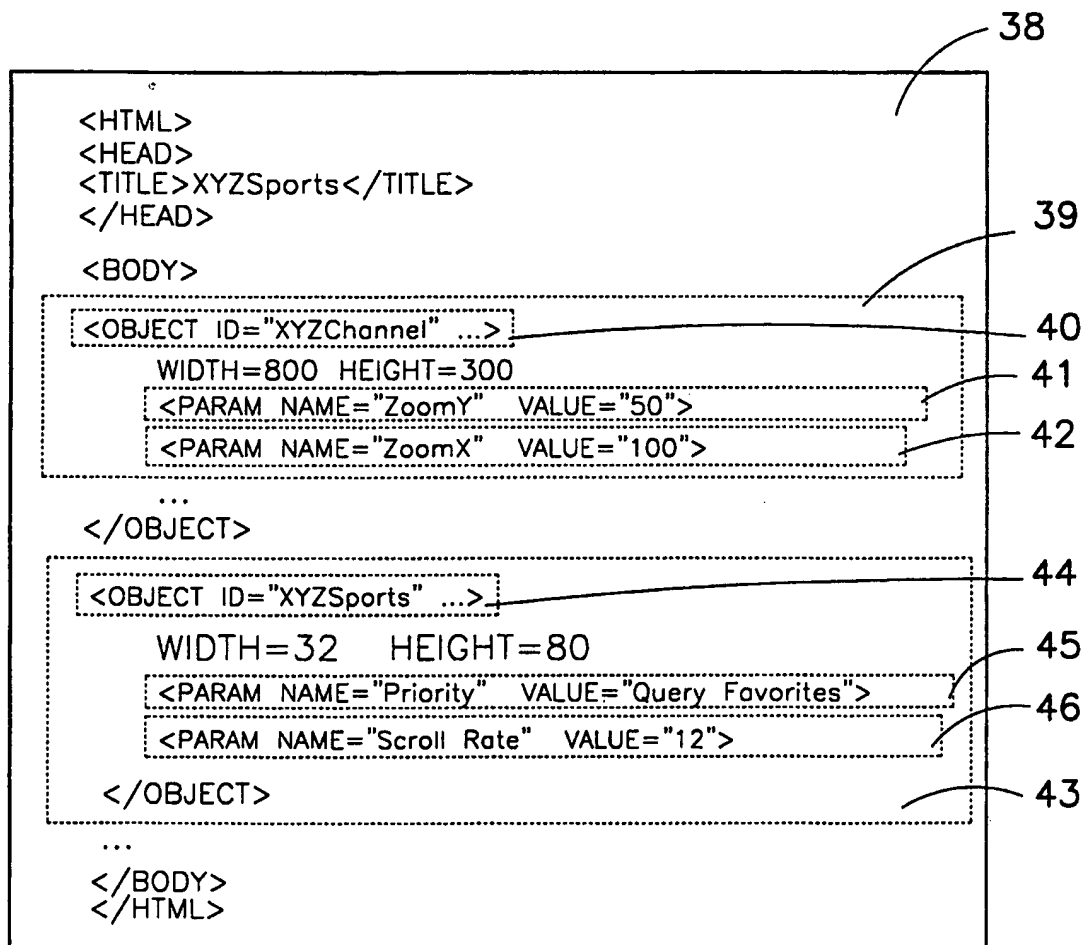 38
<HTML>
<HEAD>
<TITLE>XYZSports</TITLE>
</HEAD>
39
<BODY>
<OBJECT ID="XYZChannel" ...>
40
WIDTH=800 HEIGHT=300
41
<PARAM NAME="ZoomY" VALUE="50">
<PARAM NAME="ZoomX" VALUE="100">
42
...
</OBJECT>
<OBJECT ID="XYZSports" ...>
44
WIDTH=32 HEIGHT=80
45
<PARAM NAME="Priority" VALUE="Query Favorites">
46
<PARAM NAME="Scroll Rate" VALUE="12">
</OBJECT>
43
...
</BODY>
</HTML>